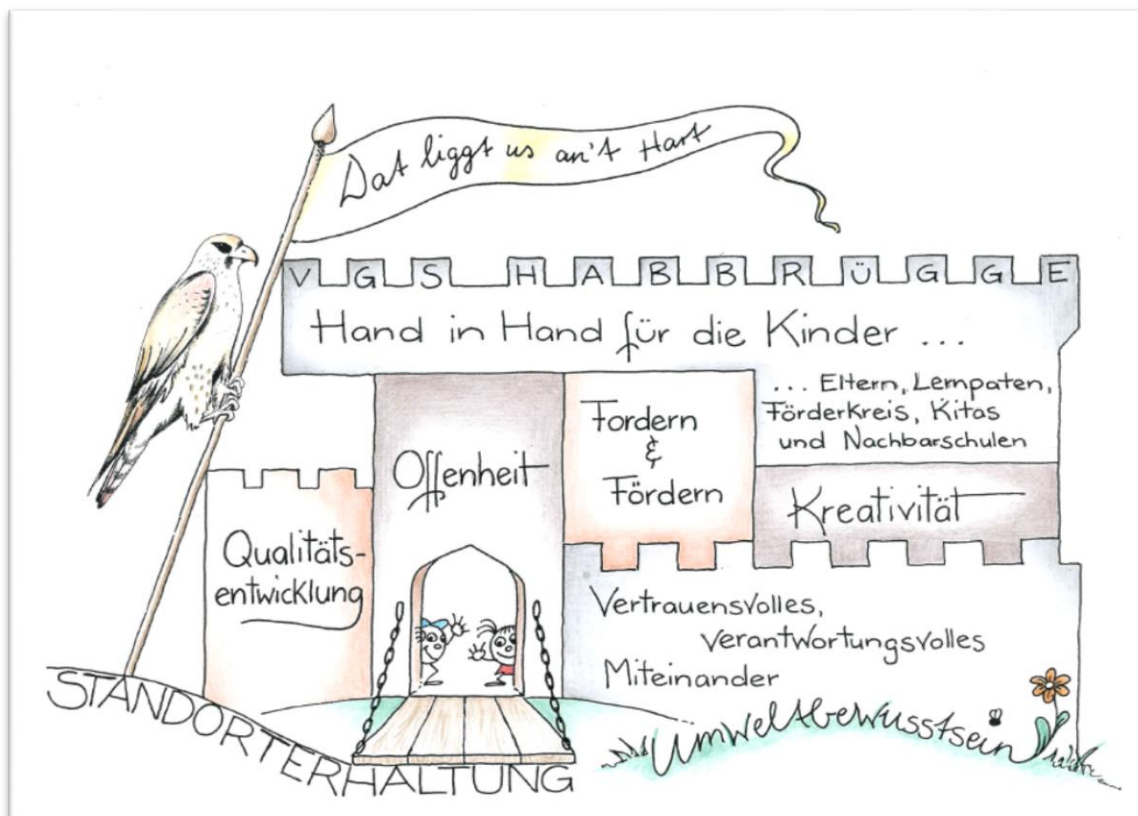 Dat liggt us an't Hart
VGS HABBRÜGGE
Hand in Hand für die Kinder ...
... Eltern, Lernpaten,
Förderkreis, Kitas
und Nachbarschulen
Offenheit
Fordern
&
Fördern
Kreativität
Qualitäts-
entwicklung
Vertrauensvolles,
verantwortungsvolles
Miteinander
Umweltbewusstsein
STANDORTERHALTUNG